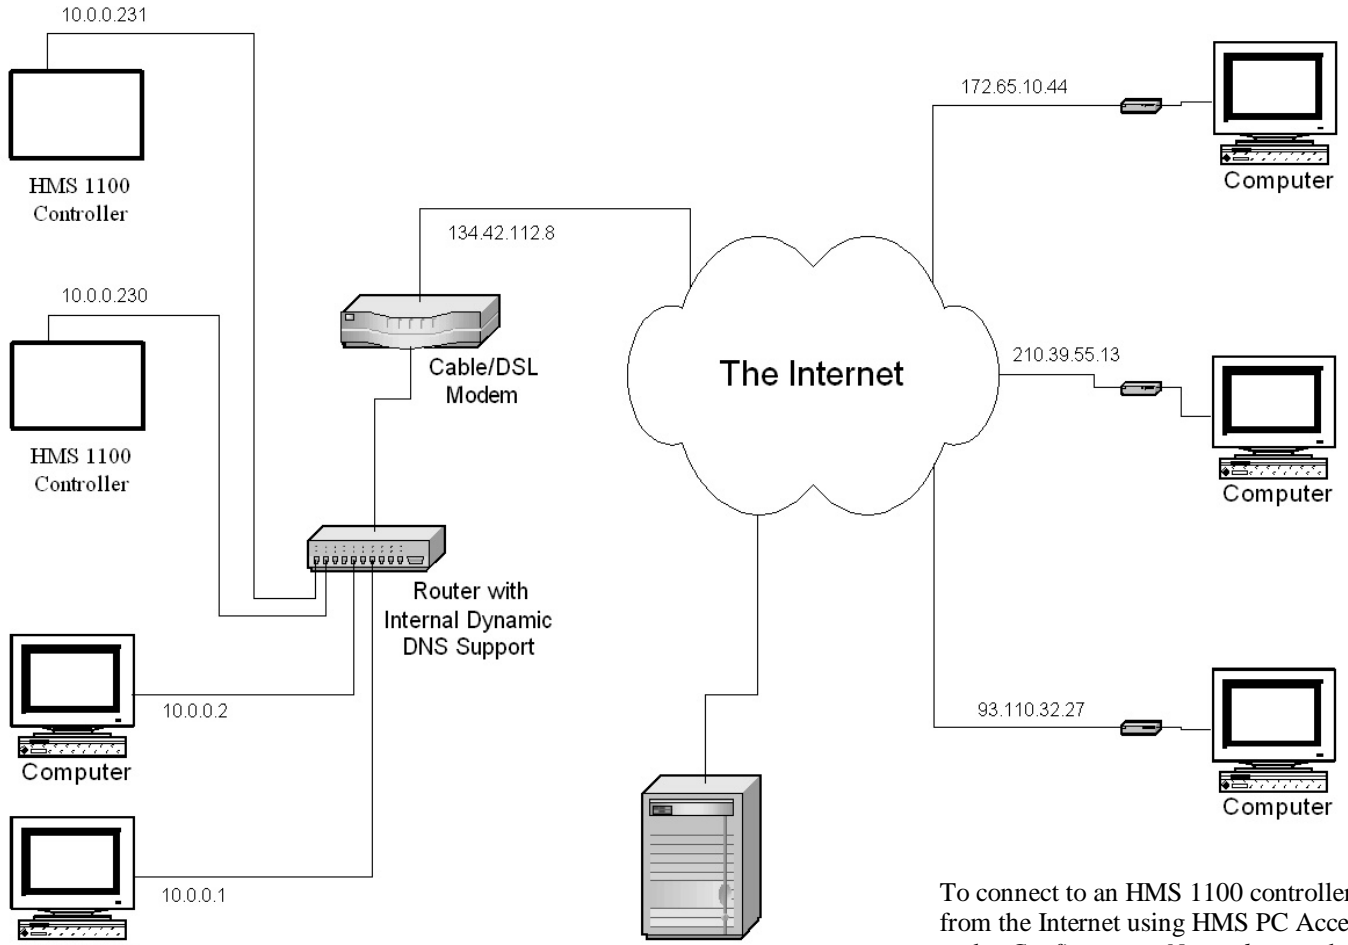 10.0.0.231
HMS 1100
Controller
10.0.0.230
HMS 1100
Controller
134.42.112.8
Cable/DSL
Modem
Router with
Internal Dynamic
DNS Support
10.0.0.2
Computer
10.0.0.1
The Internet
172.65.10.44
Computer
210.39.55.13
Computer
93.110.32.27
Computer
To connect to an HMS 1100 controller
from the Internet using HMS PC Acce